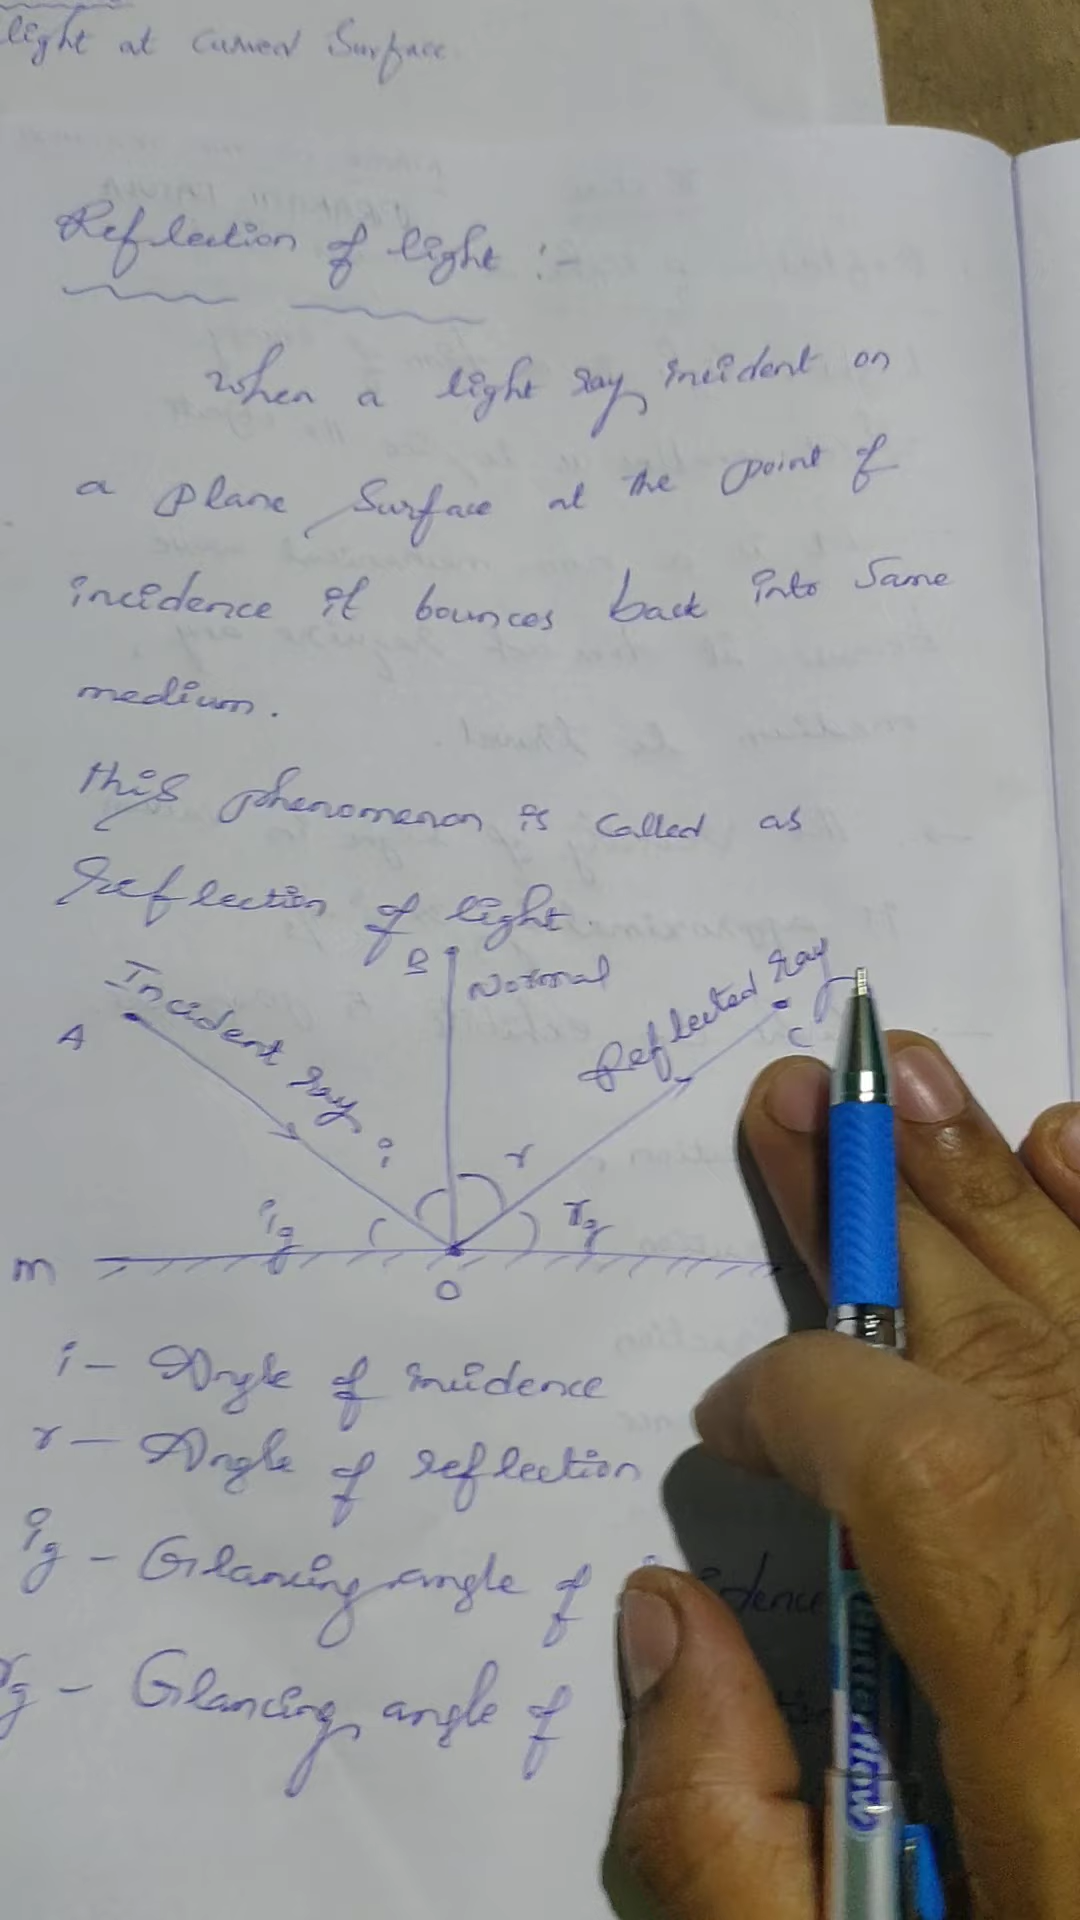 light at curved Surface
Reflection of light :-
when a light ray incident on
a plane Surface at the point of
incidence it bounces back into same
medium.
this phenomenon is called as
reflection of light.
B
Normal
Incident ray
Reflected ray
A
C
i
r
ig
rg
M
O
i - Angle of incidence
r - Angle of reflection
ig - Glancing angle of
rg - Glancing angle of
Butterflow